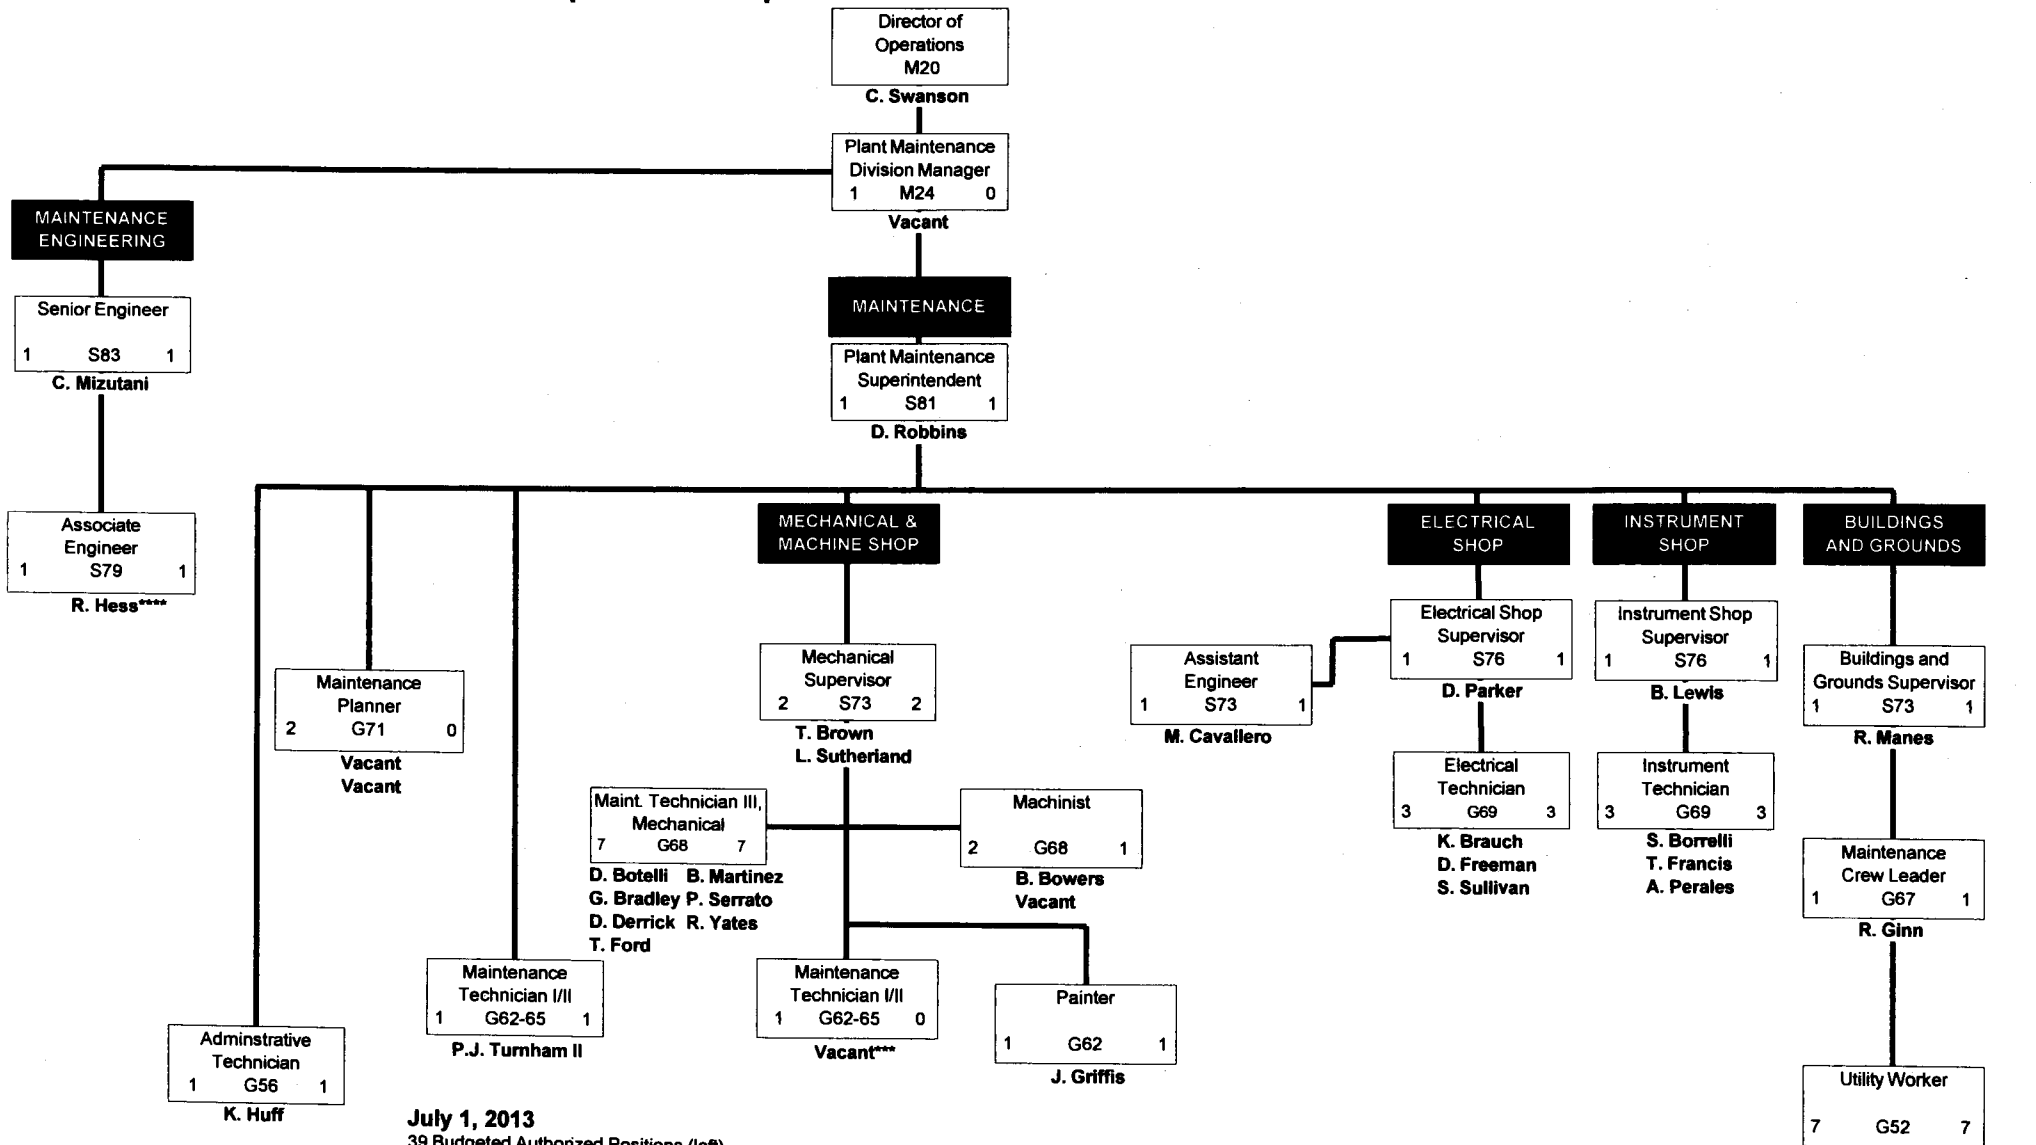 Director of
Operations
M20
C. Swanson
Plant Maintenance
Division Manager
1 M24 0
Vacant
MAINTENANCE
ENGINEERING
Senior Engineer
1 S83 1
C. Mizutani
Associate
Engineer
1 S79 1
R. Hess****
MAINTENANCE
Plant Maintenance
Superintendent
1 S81 1
D. Robbins
Adminstrative
Technician
1 G56 1
K. Huff
Maintenance
Planner
2 G71 0
Vacant
Vacant
Maintenance
Technician I/II
1 G62-65 1
P.J. Turnham II
MECHANICAL &
MACHINE SHOP
Mechanical
Supervisor
2 S73 2
T. Brown
L. Sutherland
Maint. Technician III,
Mechanical
7 G68 7
D. Botelli B. Martinez
G. Bradley P. Serrato
D. Derrick R. Yates
T. Ford
Machinist
2 G68 1
B. Bowers
Vacant
Maintenance
Technician I/II
1 G62-65 0
Vacant***
Painter
1 G62 1
J. Griffis
ELECTRICAL
SHOP
Electrical Shop
Supervisor
1 S76 1
D. Parker
Assistant
Engineer
1 S73 1
M. Cavallero
Electrical
Technician
3 G69 3
K. Brauch
D. Freeman
S. Sullivan
INSTRUMENT
SHOP
Instrument Shop
Supervisor
1 S76 1
B. Lewis
Instrument
Technician
3 G69 3
S. Borrelli
T. Francis
A. Perales
BUILDINGS
AND GROUNDS
Buildings and
Grounds Supervisor
1 S73 1
R. Manes
Maintenance
Crew Leader
1 G67 1
R. Ginn
Utility Worker
7 G52 7
July 1, 2013
39 Budgeted Authorized Positions (left)